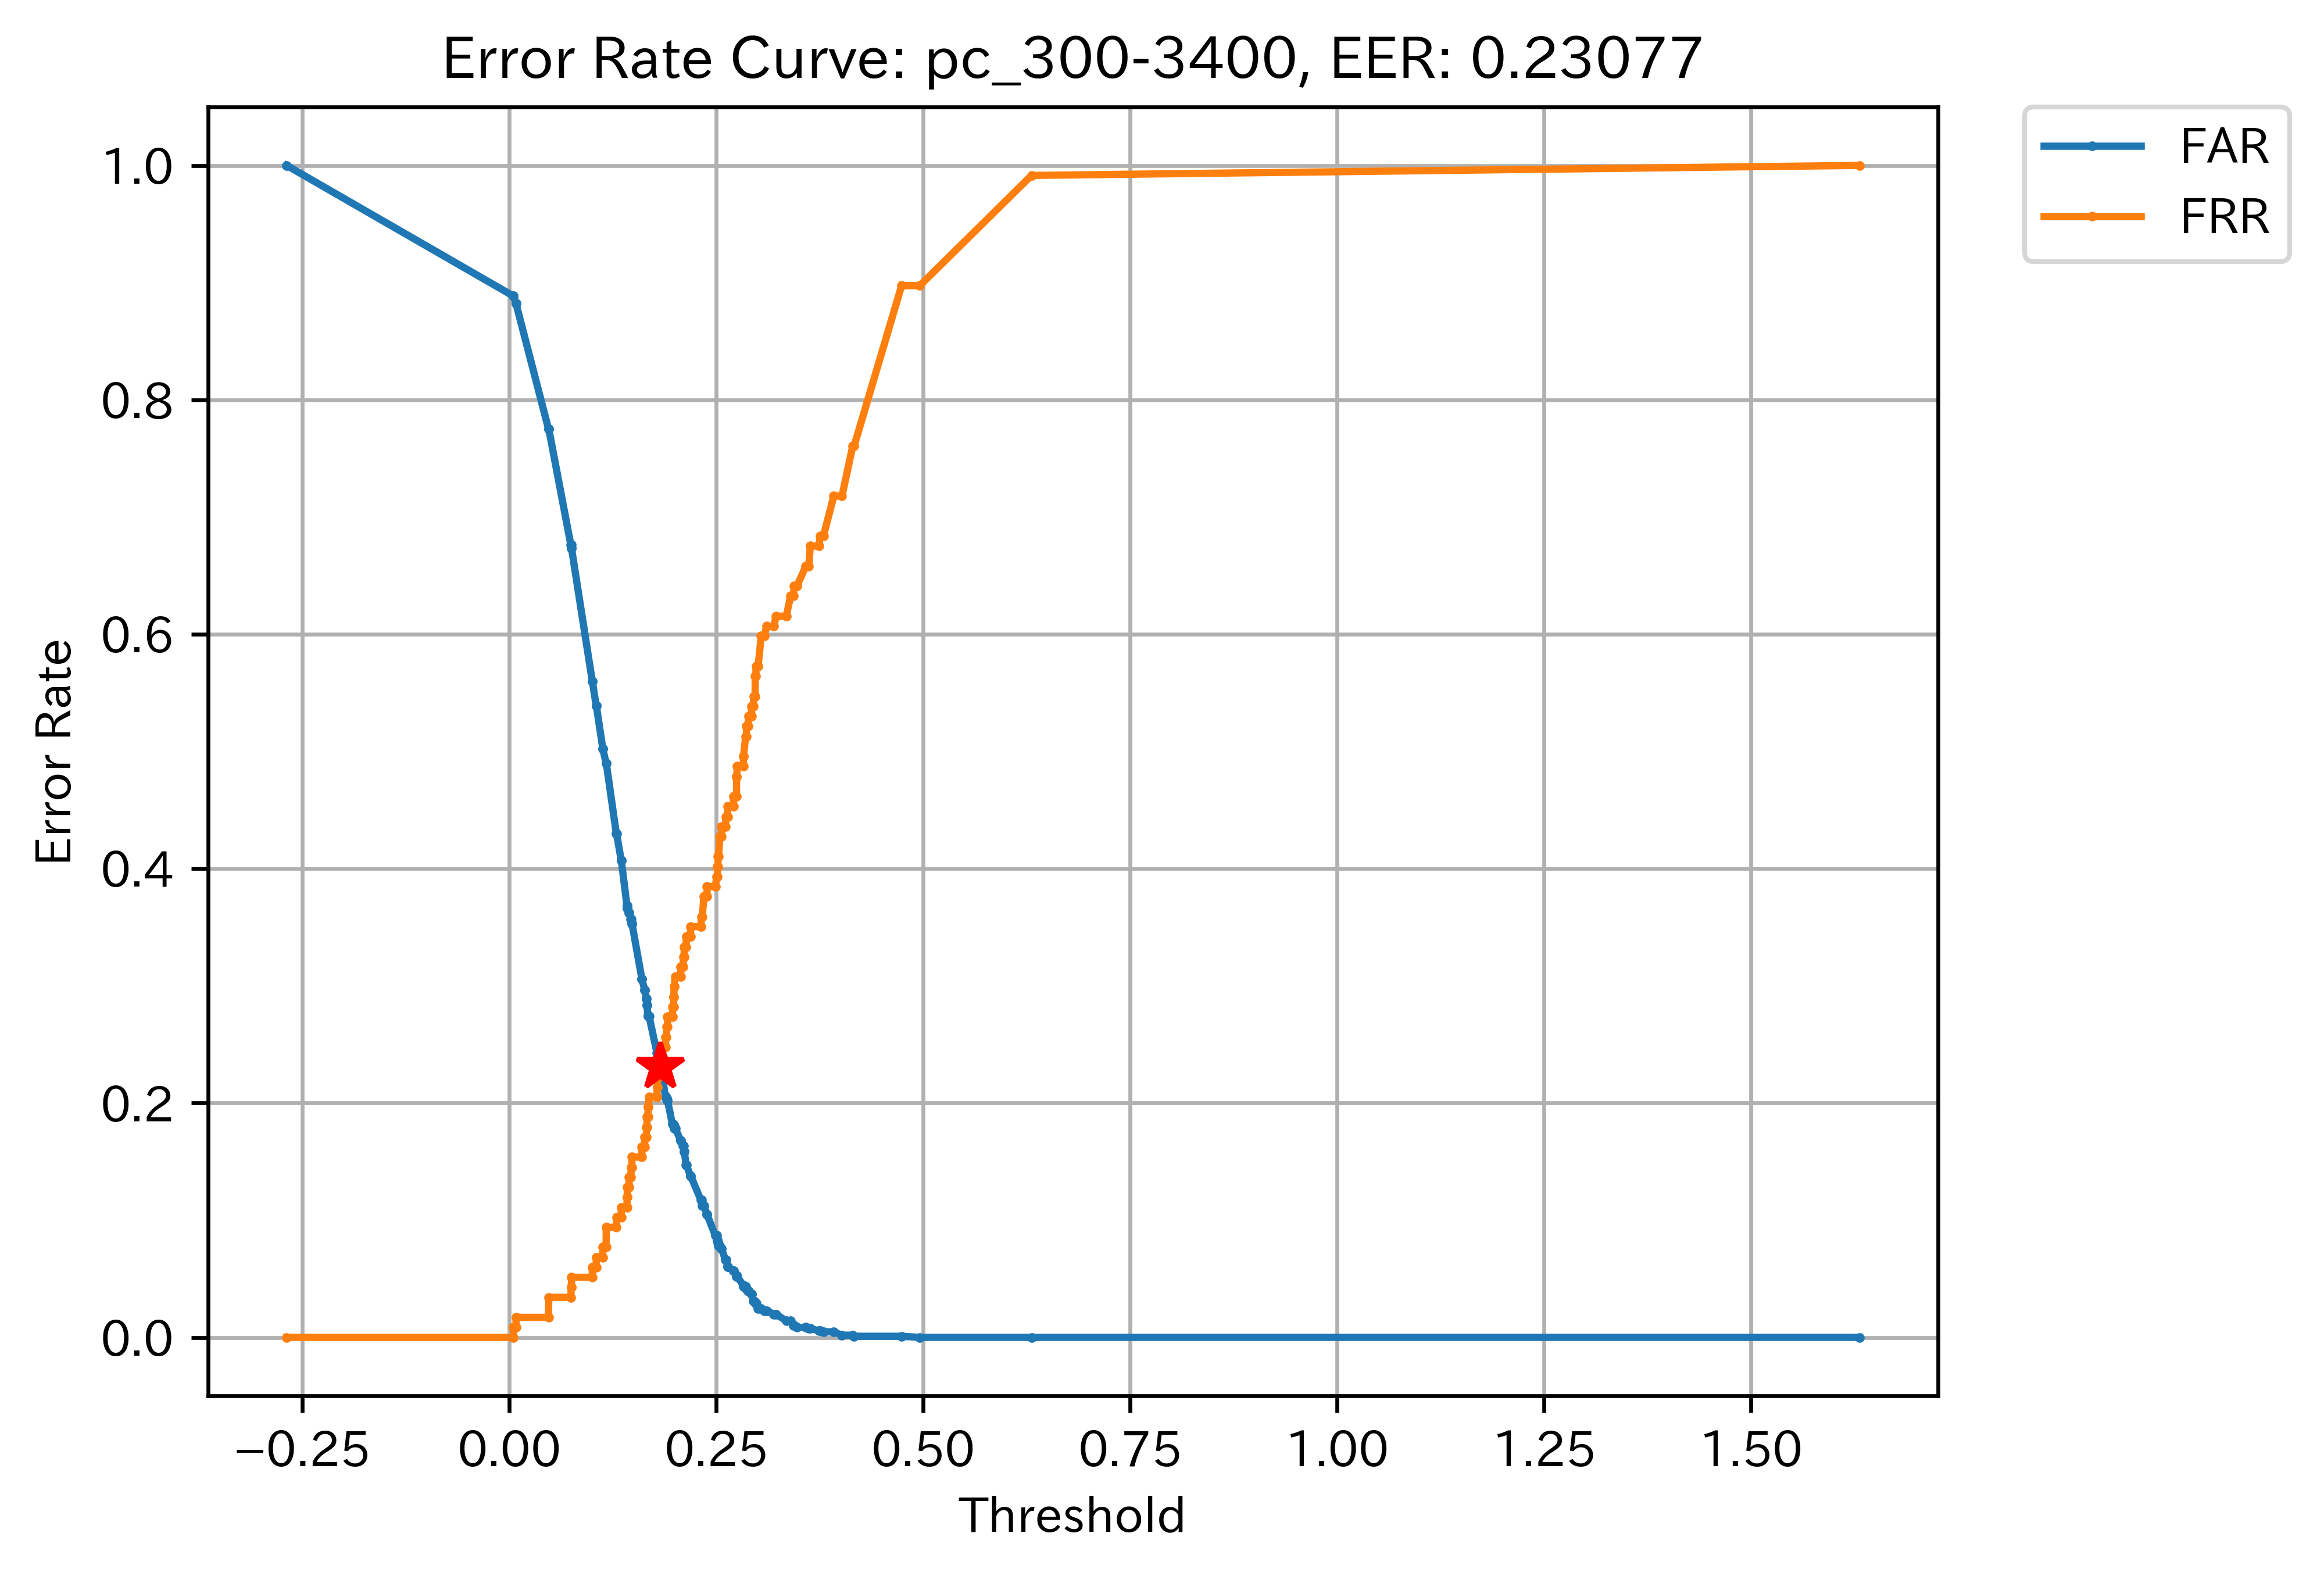 Error Rate Curve: pc_300-3400, EER: 0.23077
FAR
FRR
1.0
0.8
0.6
0.4
0.2
0.0
Error Rate
−0.25 0.00 0.25 0.50 0.75 1.00 1.25 1.50
Threshold